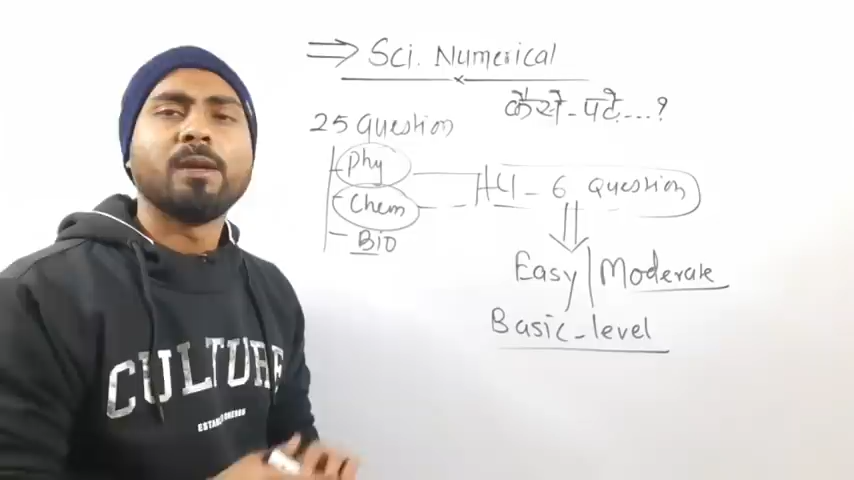 ⇒ Sci. Numerical
कैसे - पढे...?
25 Question
Phy
Chem
Bio
4 - 6 Question
Easy | Moderate
Basic - level
CULTURE